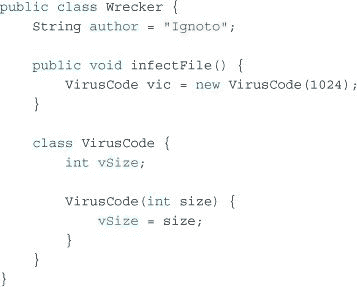 public class Wrecker {
    String author = "Ignoto";

    public void infectFile() {
        VirusCode vic = new VirusCode(1024);
    }

    class VirusCode {
        int vSize;

        VirusCode(int size) {
            vSize = size;
        }
    }
}